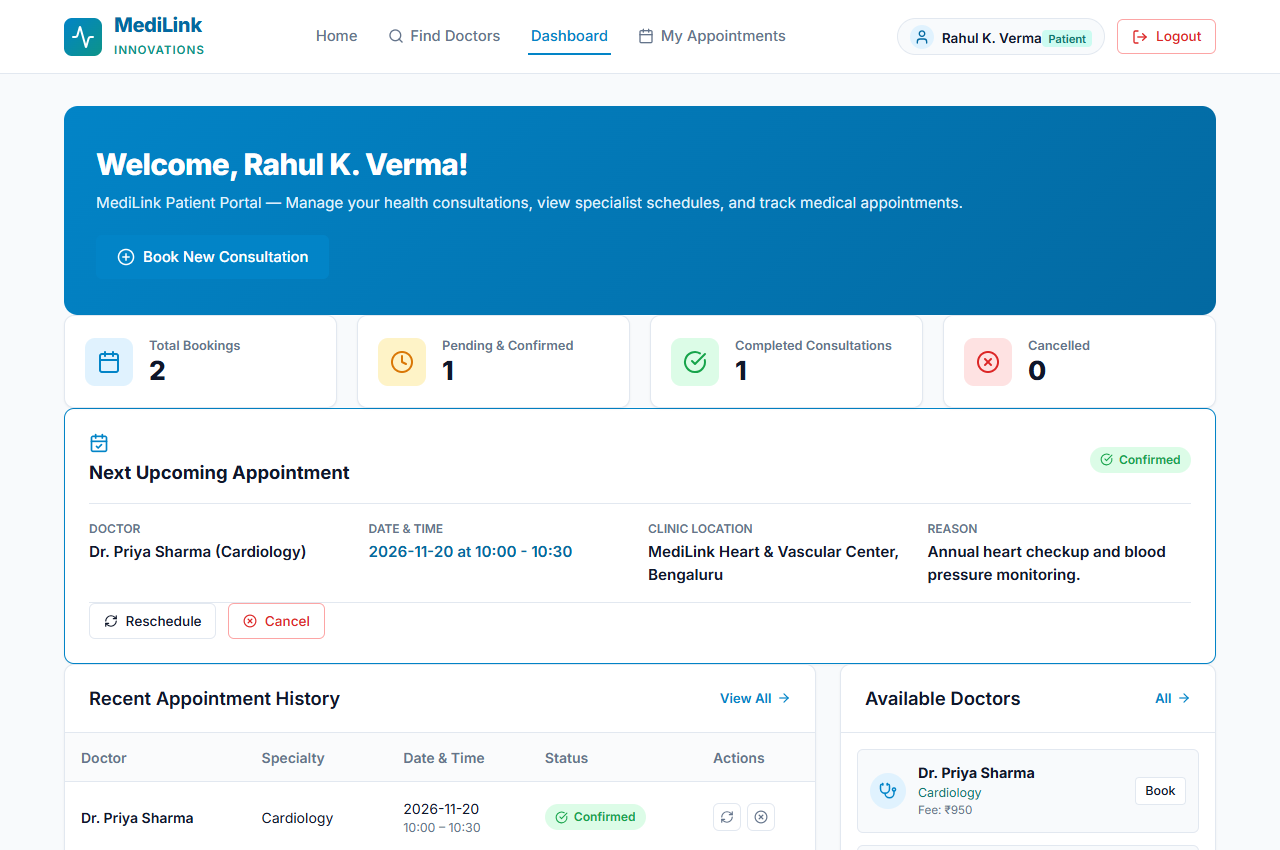 MediLink
INNOVATIONS
Home
Find Doctors
Dashboard
My Appointments
Rahul K. Verma Patient
Logout
Welcome, Rahul K. Verma!
MediLink Patient Portal — Manage your health consultations, view specialist schedules, and track medical appointments.
Book New Consultation
Total Bookings
2
Pending & Confirmed
1
Completed Consultations
1
Cancelled
0
Next Upcoming Appointment
Confirmed
DOCTOR
Dr. Priya Sharma (Cardiology)
DATE & TIME
2026-11-20 at 10:00 - 10:30
CLINIC LOCATION
MediLink Heart & Vascular Center,
Bengaluru
REASON
Annual heart checkup and blood
pressure monitoring.
Reschedule
Cancel
Recent Appointment History
View All
Doctor Specialty Date & Time Status Actions
Dr. Priya Sharma
Cardiology
2026-11-20
10:00 – 10:30
Confirmed
Available Doctors
All
Dr. Priya Sharma
Cardiology
Fee: ₹950
Book